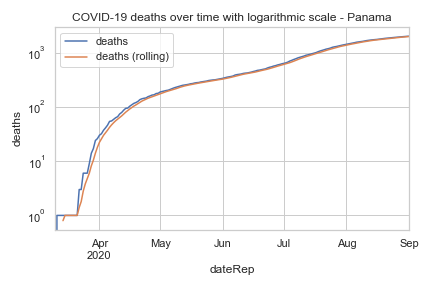 COVID-19 deaths over time with logarithmic scale - Panama
deaths
deaths (rolling)
10³
10²
10¹
10⁰
deaths
Apr
2020
May
Jun
Jul
Aug
Sep
dateRep